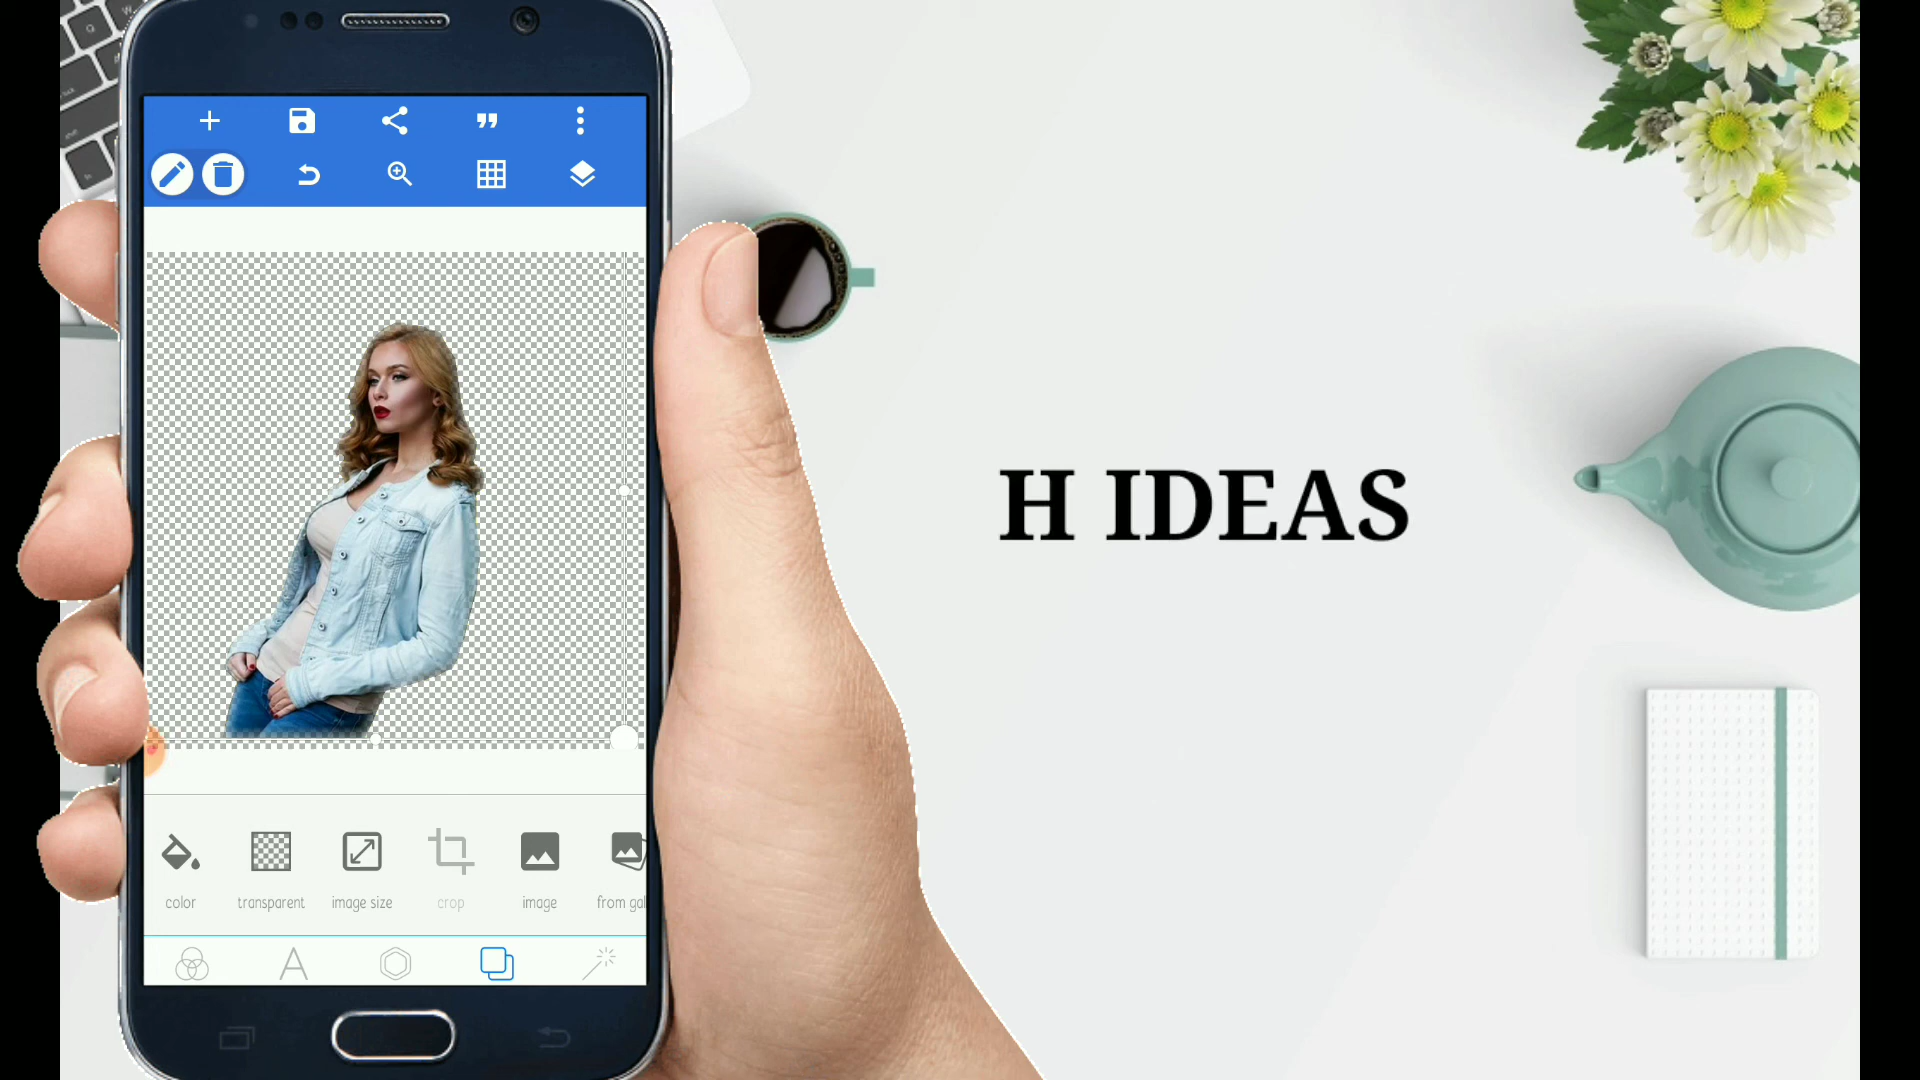 H IDEAS
color
transparent
image size
crop
image
from gal